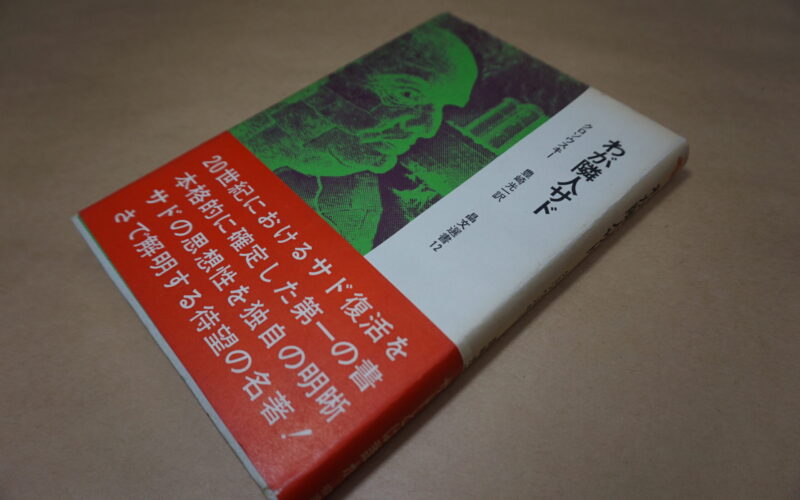 わが隣人サド
クロソウスキー
豊崎光一訳
晶文選書12
20世紀におけるサド復活を
本格的に確定した第一の書
サドの思想性を独自の明晰
さで解明する待望の名著!